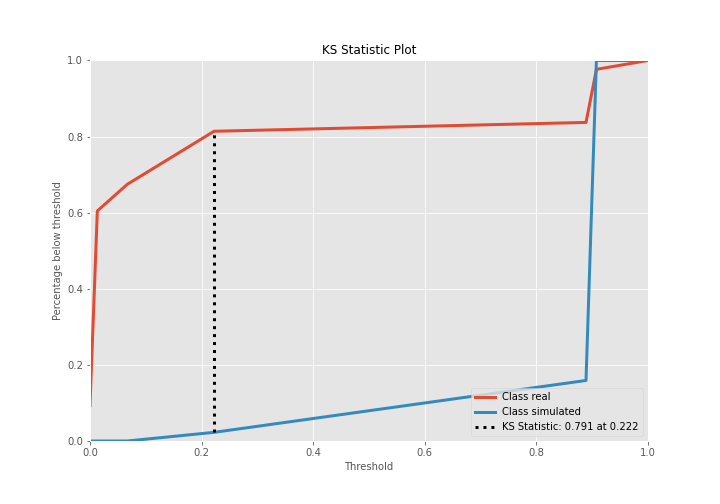 KS Statistic Plot
1.0
0.8
0.6
0.4
0.2
0.0
Percentage below threshold
0.0 0.2 0.4 0.6 0.8 1.0
Threshold
Class real
Class simulated
KS Statistic: 0.791 at 0.222